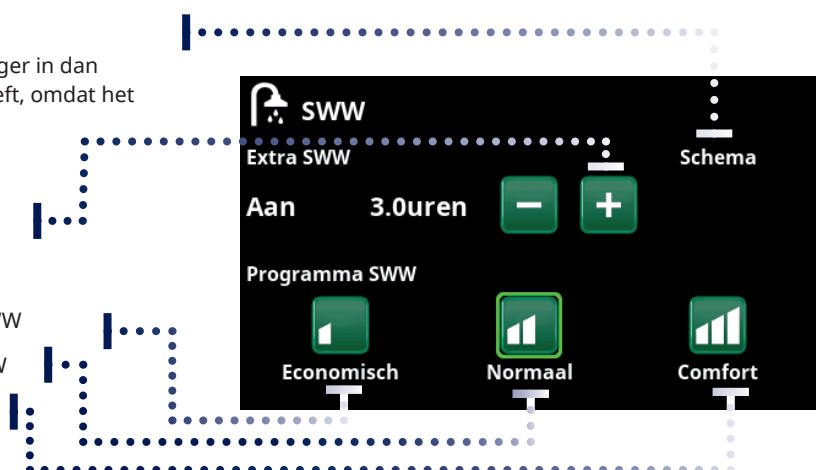 ger in dan
eft, omdat het
SWW
Extra SWW
Schema
Aan 3.0uren − +
Programma SWW
W
Economisch Normaal Comfort